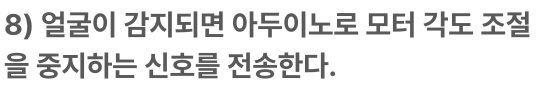 8) 얼굴이 감지되면 아두이노로 모터 각도 조절
을 중지하는 신호를 전송한다.